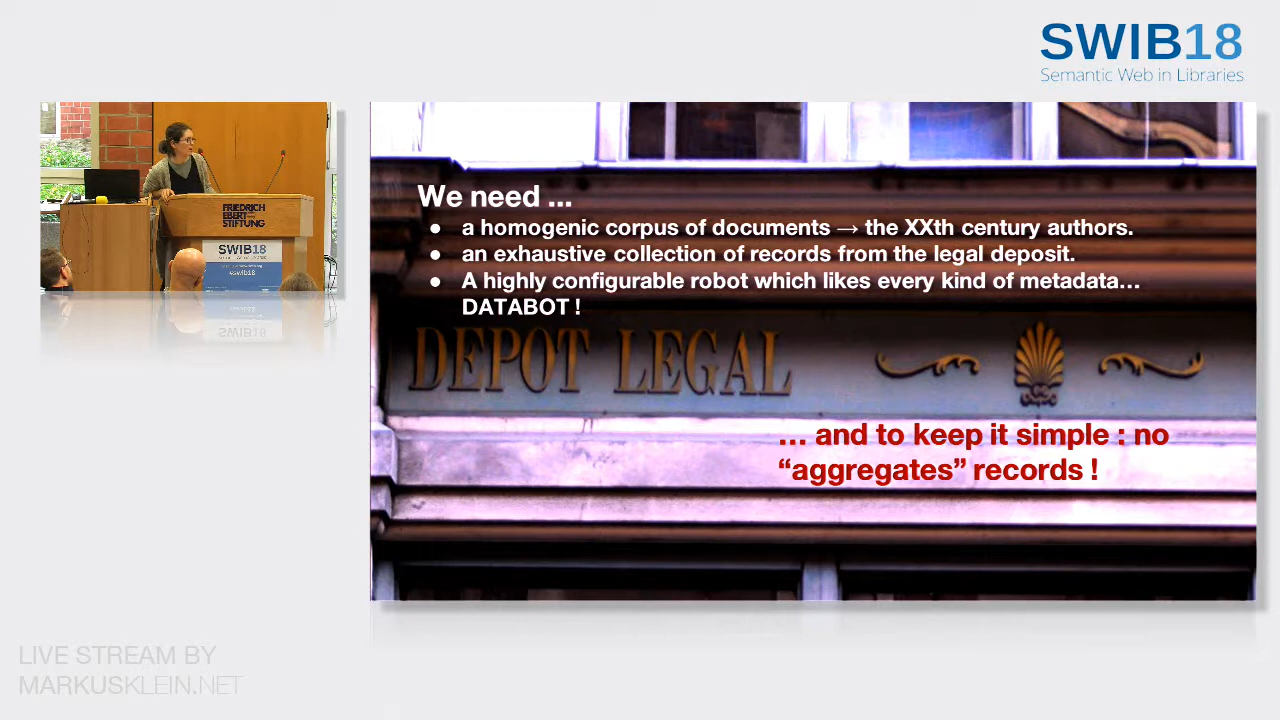 SWIB18
Semantic Web in Libraries
FRIEDRICH
EBERT
STIFTUNG
SWIB18
#swib18
We need ...
● a homogenic corpus of documents → the XXth century authors.
● an exhaustive collection of records from the legal deposit.
● A highly configurable robot which likes every kind of metadata…
DATABOT !
DEPOT LEGAL
… and to keep it simple : no
“aggregates” records !
LIVE STREAM BY
MARKUSKLEIN.NET